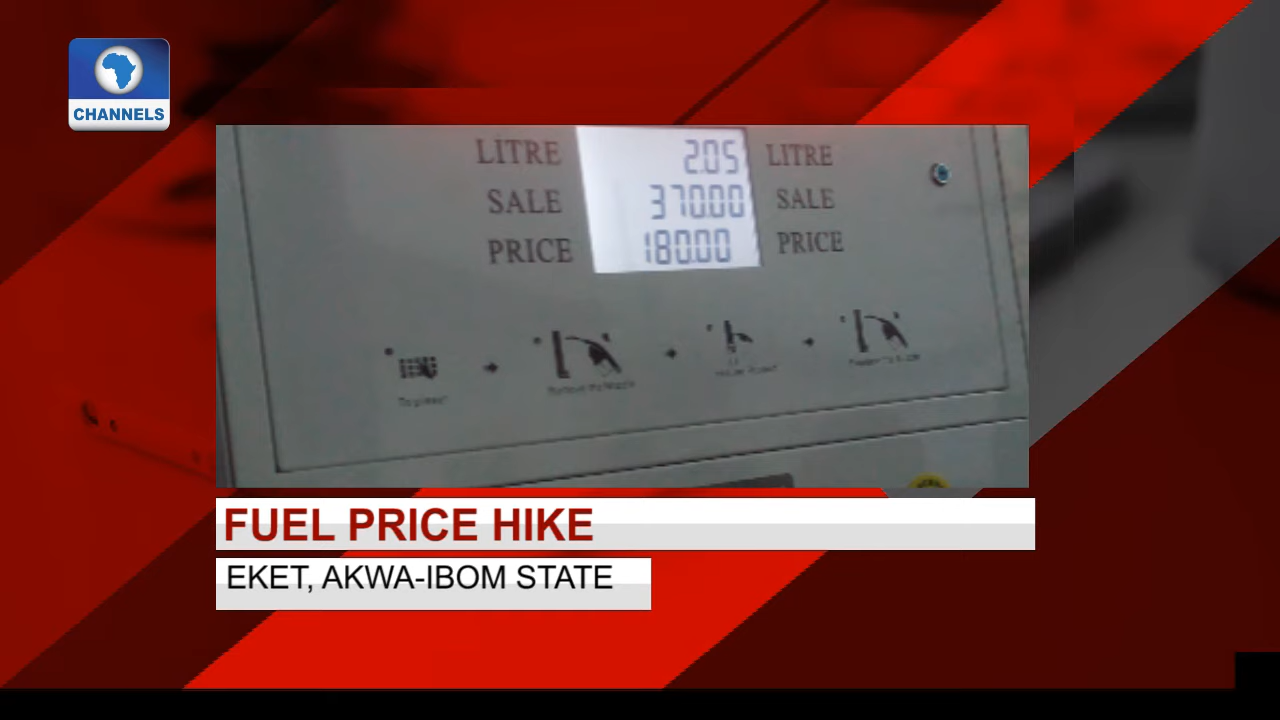 CHANNELS
LITRE 2.05 LITRE
SALE 370.00 SALE
PRICE 180.00 PRICE
FUEL PRICE HIKE
EKET, AKWA-IBOM STATE